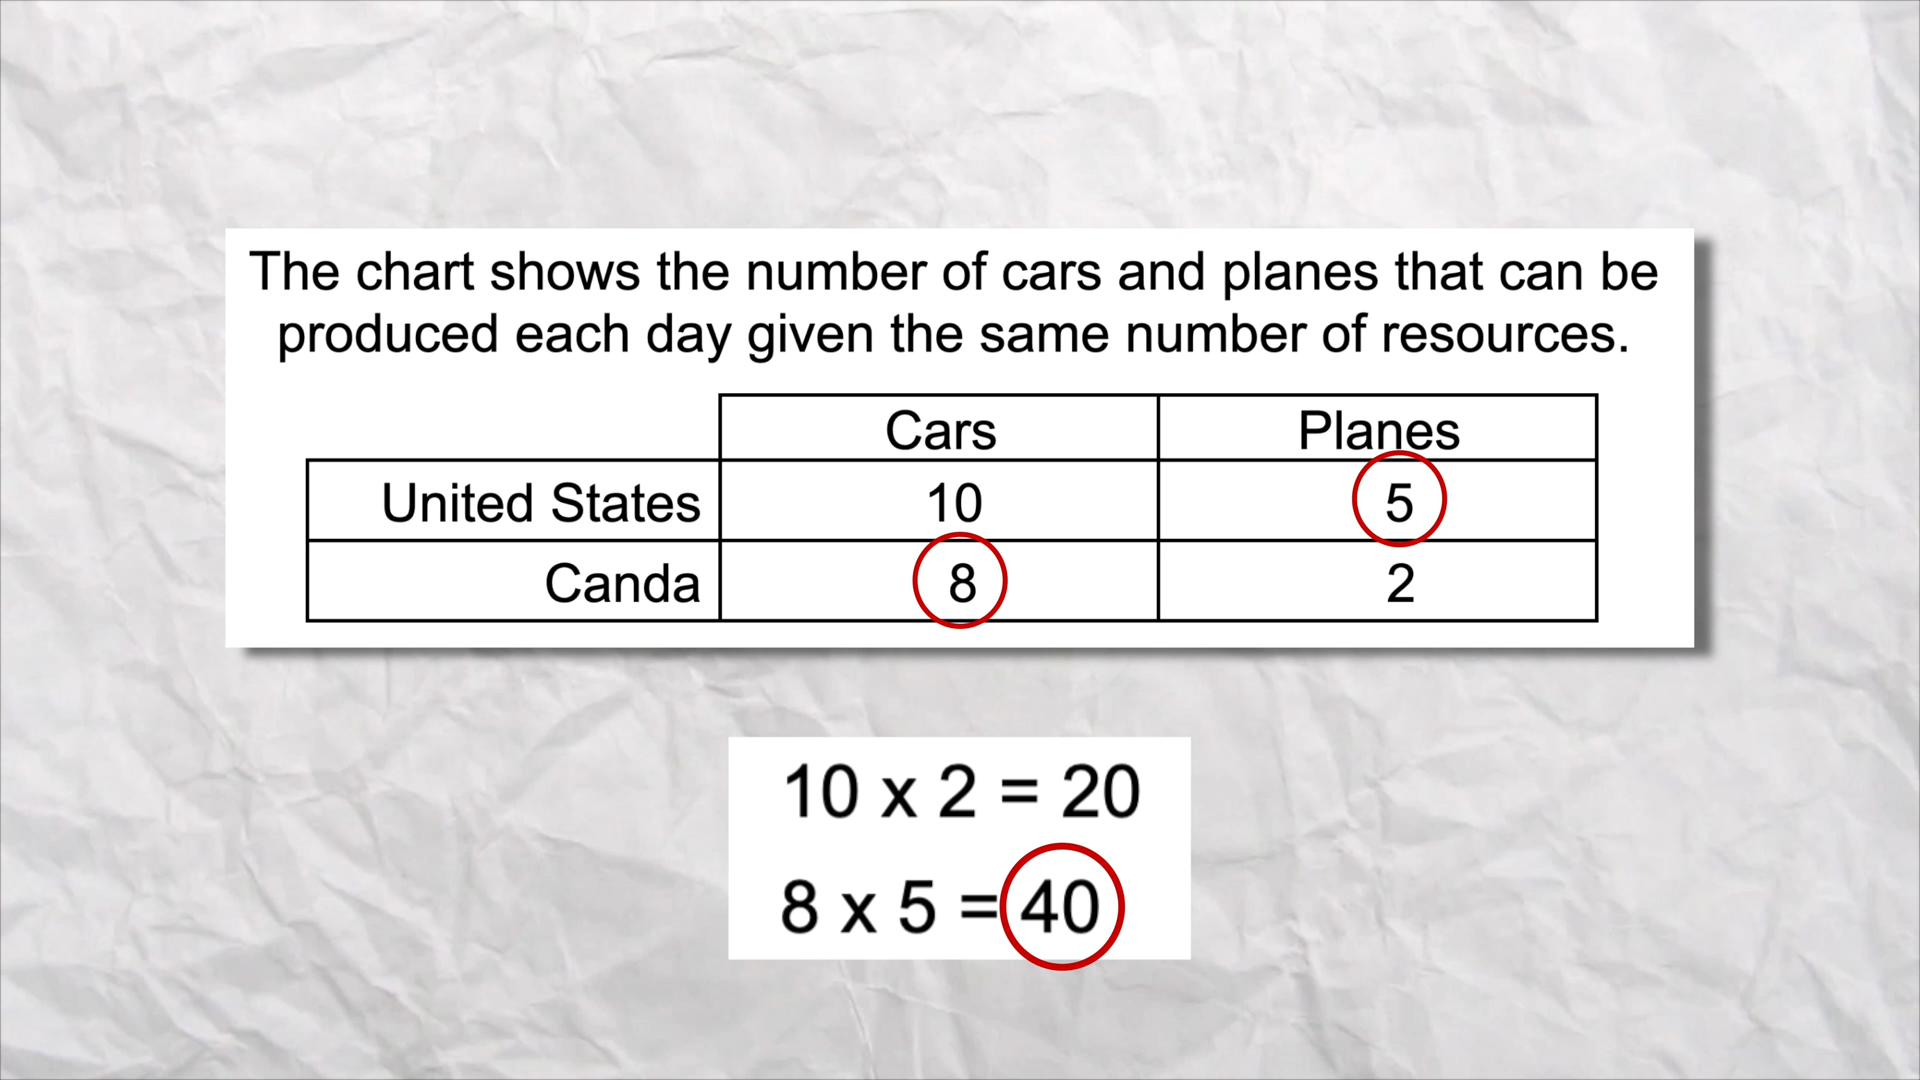 The chart shows the number of cars and planes that can be
produced each day given the same number of resources.
Cars Planes
United States 10 5
Canda 8 2
10 x 2 = 20
8 x 5 = 40